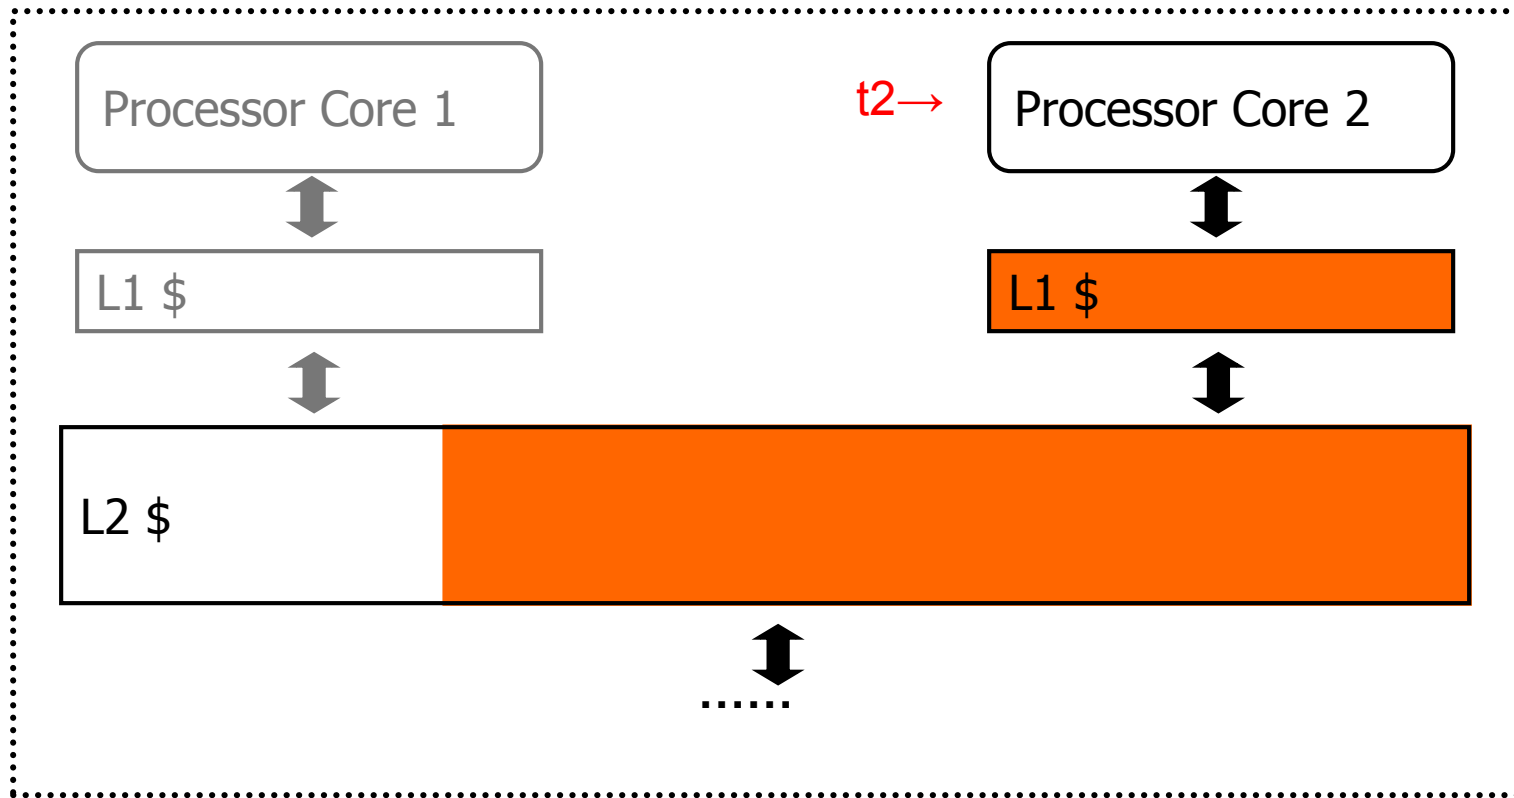 Processor Core 1
t2→
Processor Core 2
L1 $
L1 $
L2 $
......